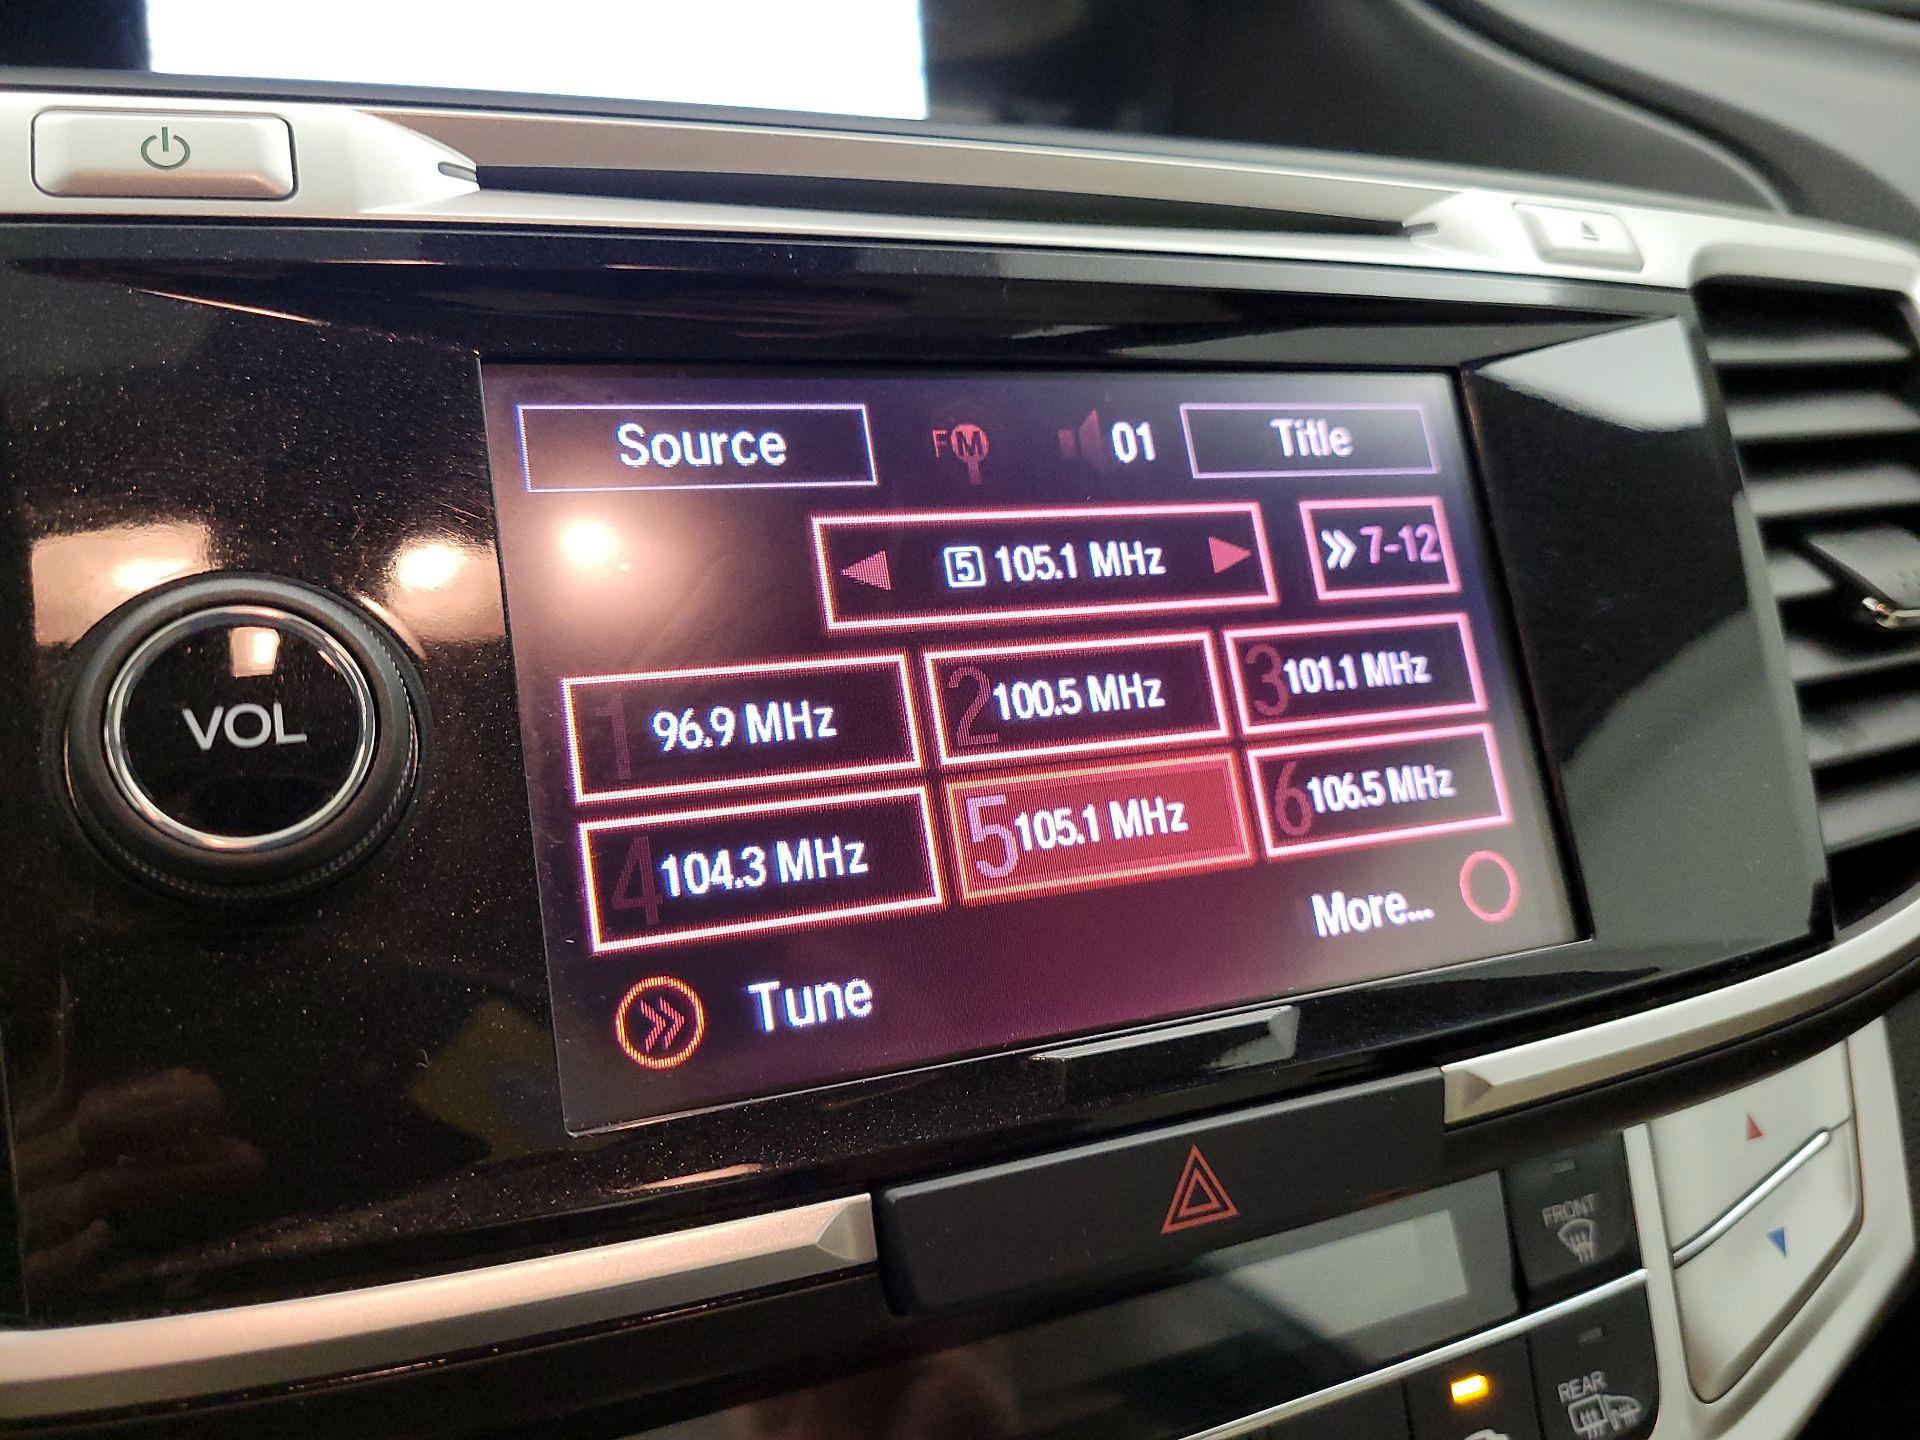 Source FM 01 Title
5 105.1 MHz 7-12
1 96.9 MHz 2 100.5 MHz 3 101.1 MHz
4 104.3 MHz 5 105.1 MHz 6 106.5 MHz
More...
Tune
VOL
FRONT
REAR